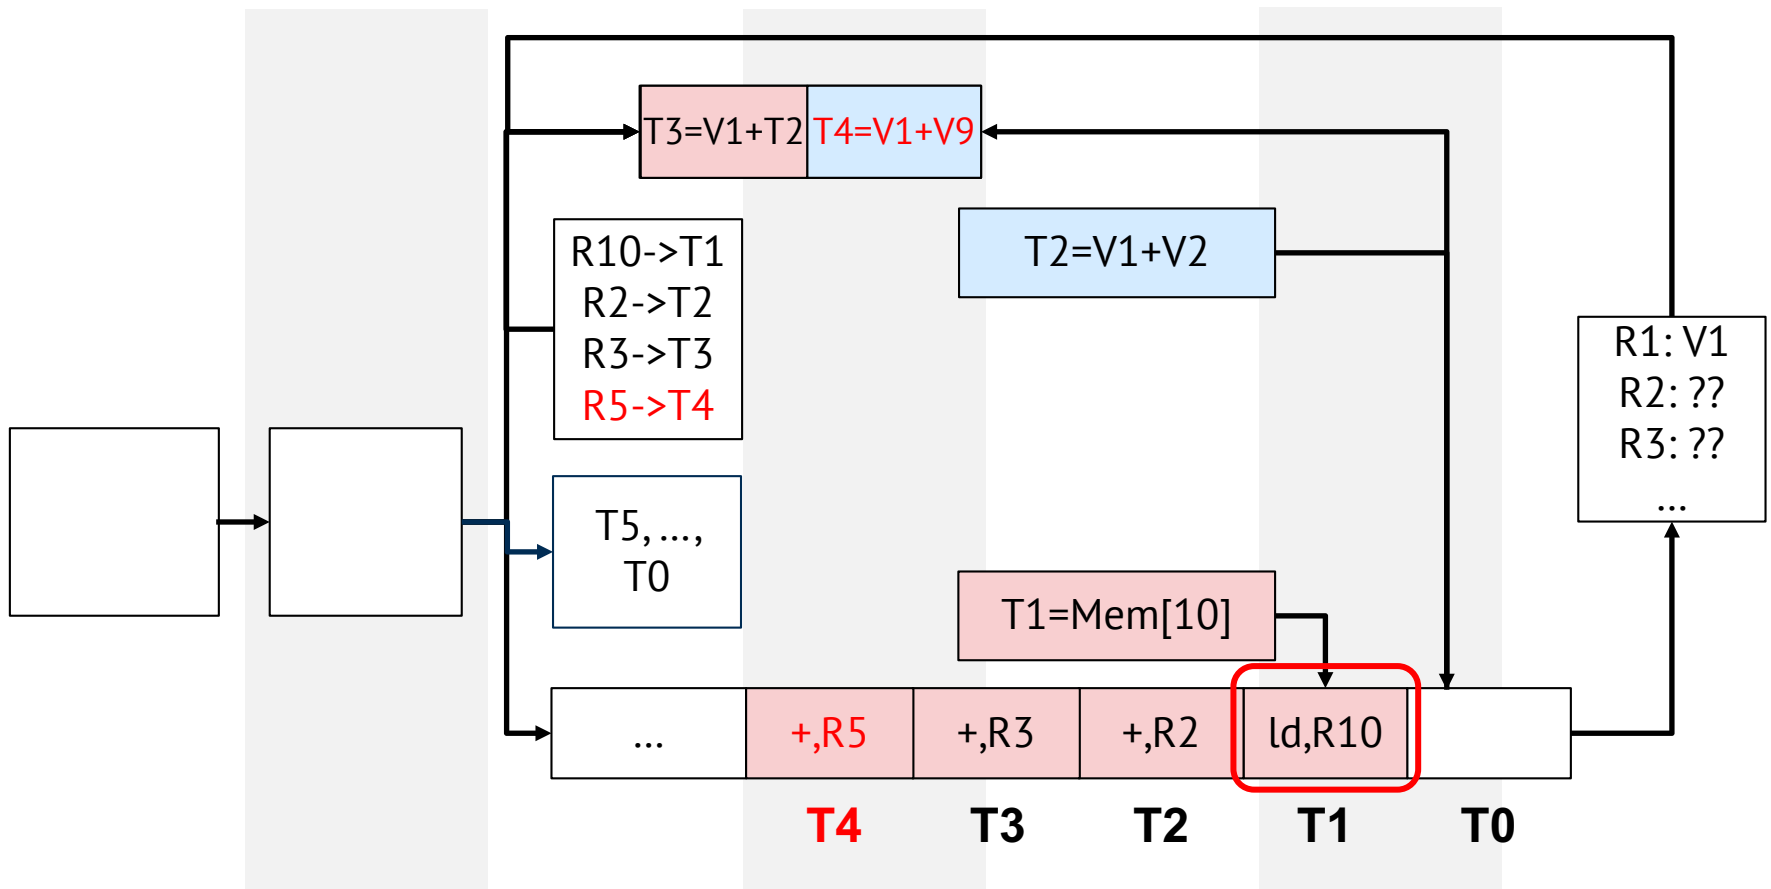 T3=V1+T2 T4=V1+V9
R10->T1
R2->T2
R3->T3
R5->T4
T2=V1+V2
R1: V1
R2: ??
R3: ??
...
T5, ...,
T0
T1=Mem[10]
... +,R5 +,R3 +,R2 ld,R10
T4 T3 T2 T1 T0